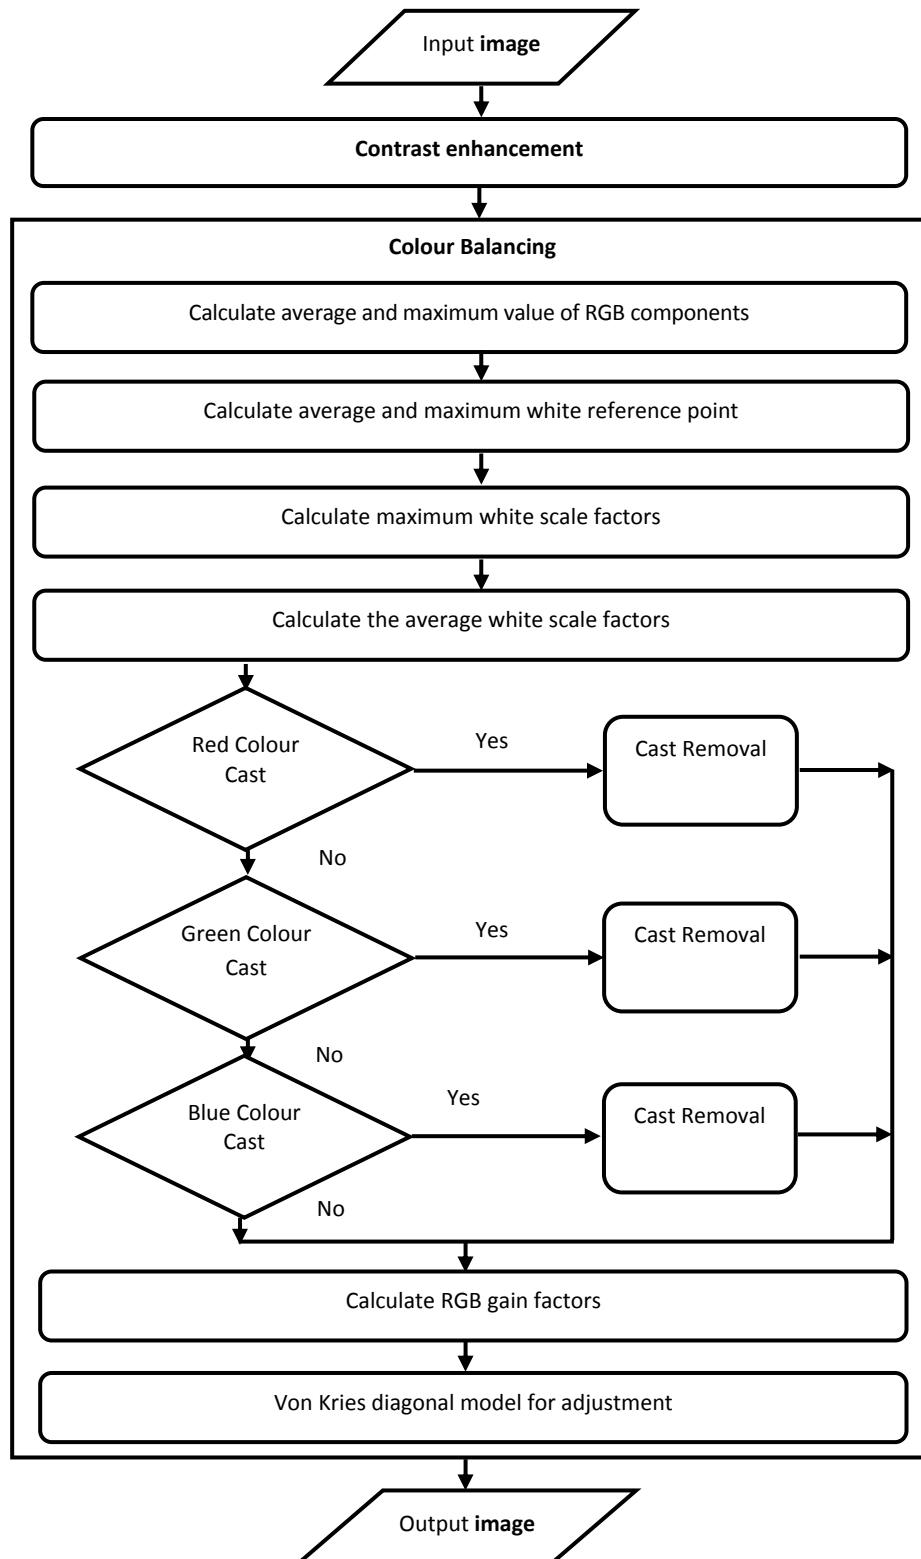 Input image
Contrast enhancement
Colour Balancing
Calculate average and maximum value of RGB components
Calculate average and maximum white reference point
Calculate maximum white scale factors
Calculate the average white scale factors
Red Colour
Cast
Yes
Cast Removal
No
Green Colour
Cast
Yes
Cast Removal
No
Blue Colour
Cast
Yes
Cast Removal
No
Calculate RGB gain factors
Von Kries diagonal model for adjustment
Output image